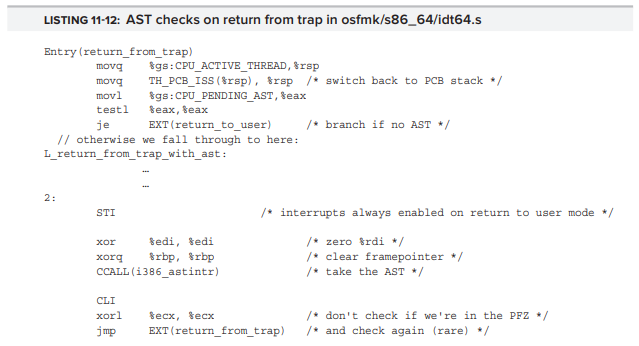 LISTING 11-12: AST checks on return from trap in osfmk/s86_64/idt64.s
Entry(return_from_trap)
movq %gs:CPU_ACTIVE_THREAD,%rsp
movq TH_PCB_ISS(%rsp), %rsp /* switch back to PCB stack */
movl %gs:CPU_PENDING_AST,%eax
testl %eax,%eax
je EXT(return_to_user) /* branch if no AST */
// otherwise we fall through to here:
L_return_from_trap_with_ast:
…
…
2:
STI /* interrupts always enabled on return to user mode */
xor %edi, %edi /* zero %rdi */
xorq %rbp, %rbp /* clear framepointer */
CCALL(i386_astintr) /* take the AST */
CLI
xorl %ecx, %ecx /* don't check if we're in the PFZ */
jmp EXT(return_from_trap) /* and check again (rare) */